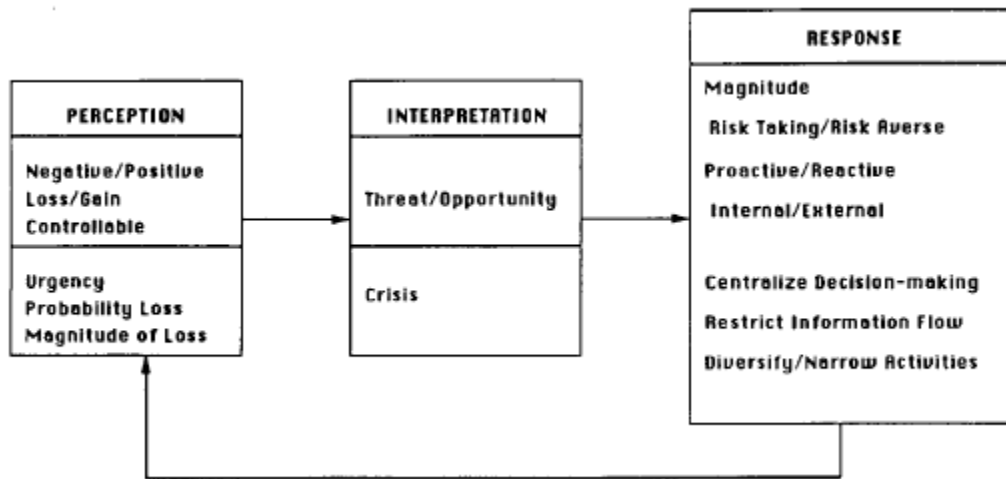 PERCEPTION
Negative/Positive
Loss/Gain
Controllable
Urgency
Probability Loss
Magnitude of Loss
INTERPRETATION
Threat/Opportunity
Crisis
RESPONSE
Magnitude
Risk Taking/Risk Averse
Proactive/Reactive
Internal/External
Centralize Decision-making
Restrict Information Flow
Diversify/Narrow Activities